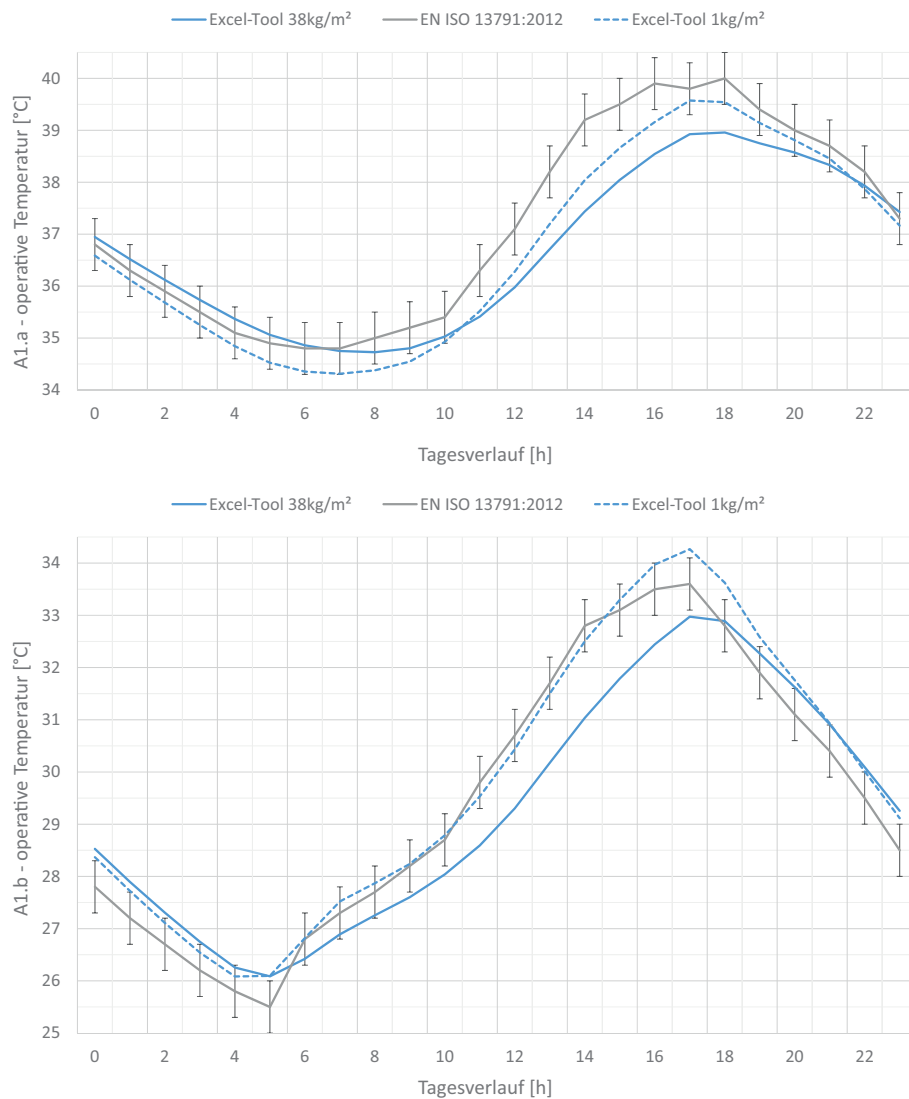 Excel-Tool 38kg/m² EN ISO 13791:2012 Excel-Tool 1kg/m²
A1.a - operative Temperatur [°C]
40
39
38
37
36
35
34
0 2 4 6 8 10 12 14 16 18 20 22
Tagesverlauf [h]
Excel-Tool 38kg/m² EN ISO 13791:2012 Excel-Tool 1kg/m²
A1.b - operative Temperatur [°C]
34
33
32
31
30
29
28
27
26
25
0 2 4 6 8 10 12 14 16 18 20 22
Tagesverlauf [h]